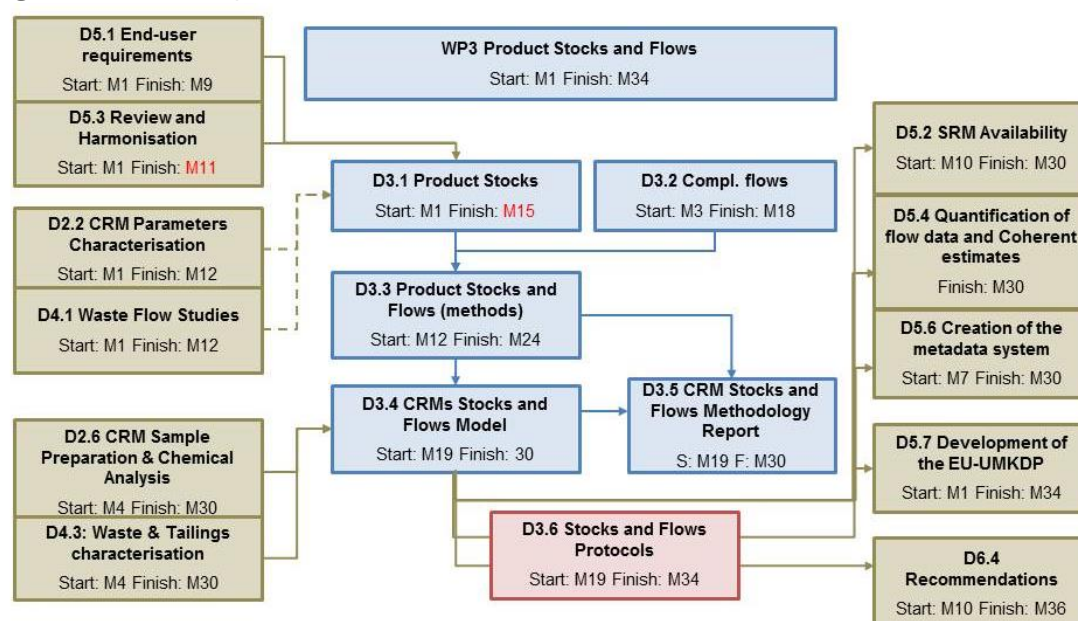 D5.1 End-user
requirements
Start: M1 Finish: M9
D5.3 Review and
Harmonisation
Start: M1 Finish: M11
D2.2 CRM Parameters
Characterisation
Start: M1 Finish: M12
D4.1 Waste Flow Studies
Start: M1 Finish: M12
D2.6 CRM Sample
Preparation & Chemical
Analysis
Start: M4 Finish: M30
D4.3: Waste & Tailings
characterisation
Start: M4 Finish: M30
WP3 Product Stocks and Flows
Start: M1 Finish: M34
D3.1 Product Stocks
Start: M1 Finish: M15
D3.2 Compl. flows
Start: M3 Finish: M18
D3.3 Product Stocks and
Flows (methods)
Start: M12 Finish: M24
D3.4 CRMs Stocks and
Flows Model
Start: M19 Finish: 30
D3.5 CRM Stocks and
Flows Methodology
Report
S: M19 F: M30
D3.6 Stocks and Flows
Protocols
Start: M19 Finish: M34
D5.2 SRM Availability
Start: M10 Finish: M30
D5.4 Quantification of
flow data and Coherent
estimates
Finish: M30
D5.6 Creation of the
metadata system
Start: M7 Finish: M30
D5.7 Development of
the EU-UMKDP
Start: M1 Finish: M34
D6.4
Recommendations
Start: M10 Finish: M36